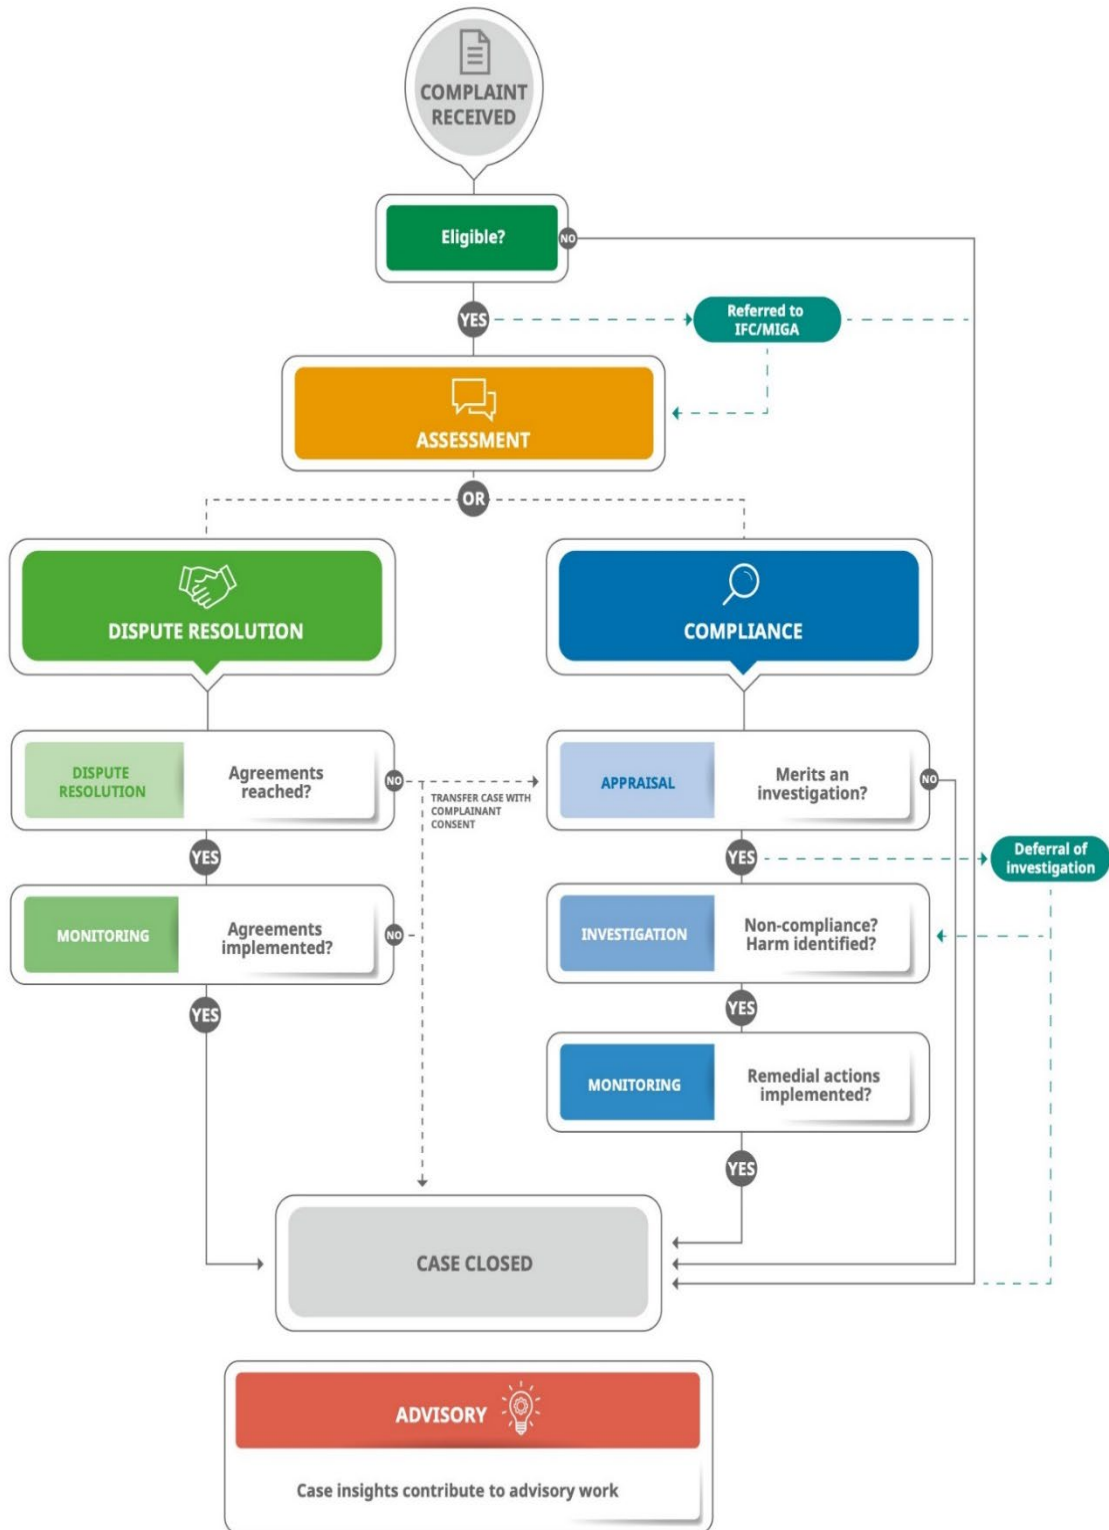 COMPLAINT
RECEIVED
Eligible?
NO
YES
Referred to
IFC/MIGA
ASSESSMENT
OR
DISPUTE RESOLUTION
COMPLIANCE
DISPUTE
RESOLUTION
Agreements
reached?
NO
TRANSFER CASE WITH
COMPLAINANT
CONSENT
APPRAISAL
Merits an
investigation?
NO
YES
YES
Deferral of
investigation
MONITORING
Agreements
implemented?
NO
INVESTIGATION
Non-compliance?
Harm identified?
YES
YES
MONITORING
Remedial actions
implemented?
YES
CASE CLOSED
ADVISORY
Case insights contribute to advisory work